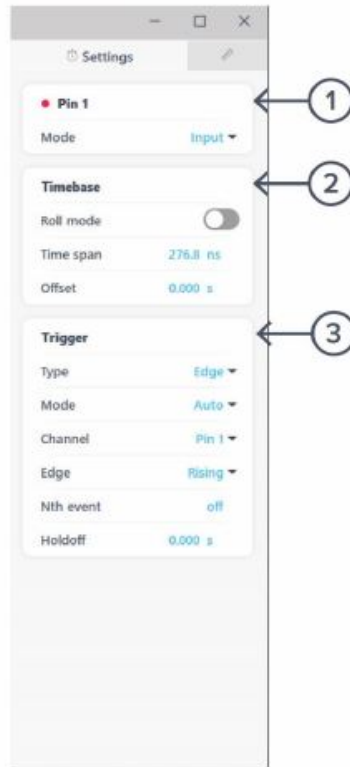 Settings
Pin 1
1
Mode Input
Timebase
2
Roll mode
Time span 276.8 ns
Offset 0.000 s
Trigger
3
Type Edge
Mode Auto
Channel Pin 1
Edge Rising
Nth event off
Holdoff 0.000 s